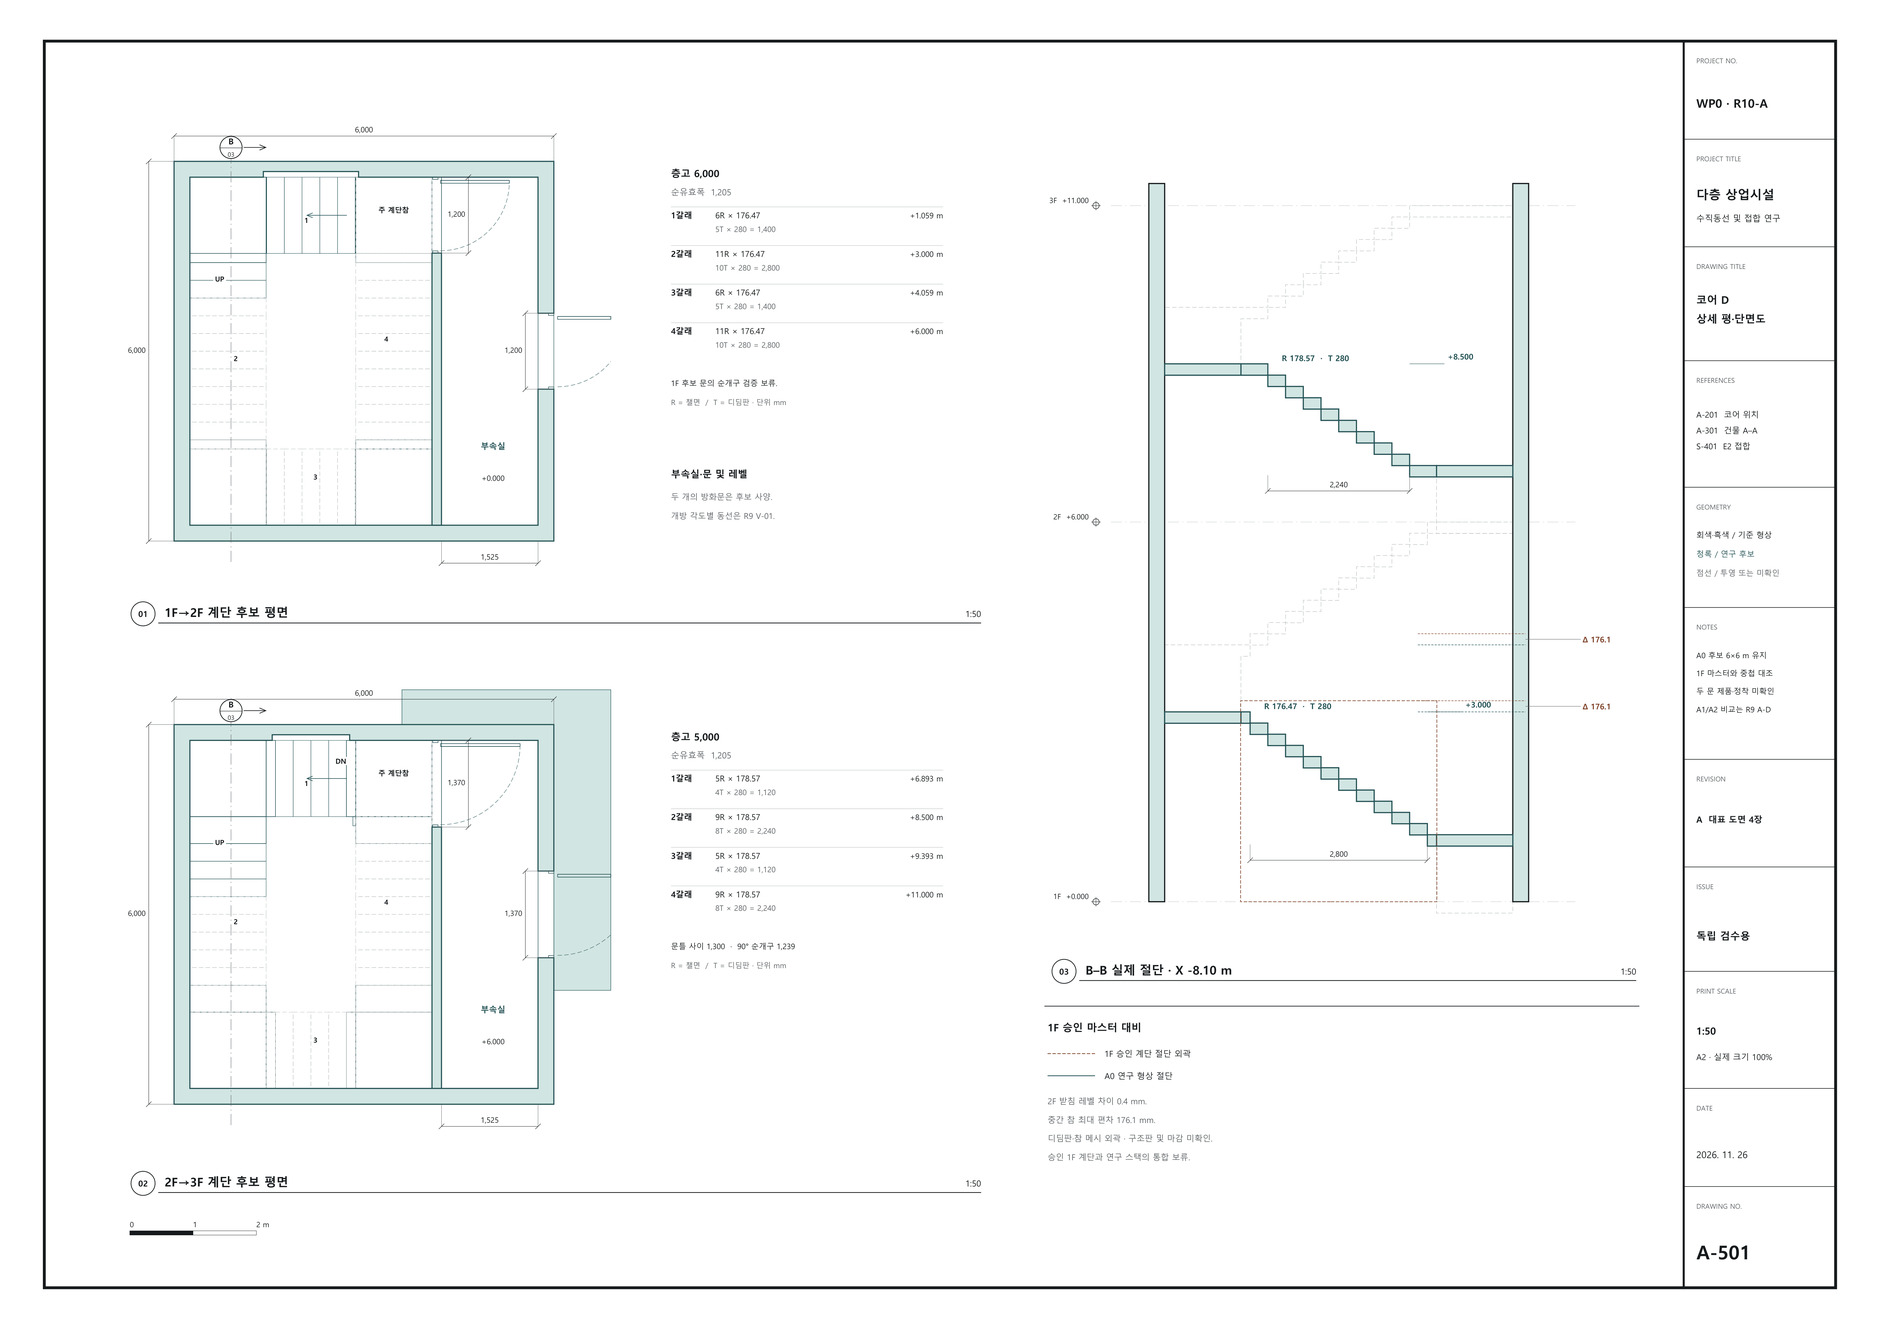 6,000
B
03
6,000
1
주 계단참
1,200
UP
2
4
1,200
3
부속실
+0.000
1,525
층고 6,000
순유효폭 1,205
1갈래 6R × 176.47 +1.059 m
5T × 280 = 1,400
2갈래 11R × 176.47 +3.000 m
10T × 280 = 2,800
3갈래 6R × 176.47 +4.059 m
5T × 280 = 1,400
4갈래 11R × 176.47 +6.000 m
10T × 280 = 2,800
1F 후보 문의 순개구 검증 보류.
R = 챌면 / T = 디딤판 · 단위 mm
부속실·문 및 레벨
두 개의 방화문은 후보 사양.
개방 각도별 동선은 R9 V-01.
01 1F→2F 계단 후보 평면 1:50
6,000
B
03
6,000
DN
1
주 계단참
1,370
UP
2
4
1,370
3
부속실
+6.000
1,525
층고 5,000
순유효폭 1,205
1갈래 5R × 178.57 +6.893 m
4T × 280 = 1,120
2갈래 9R × 178.57 +8.500 m
8T × 280 = 2,240
3갈래 5R × 178.57 +9.393 m
4T × 280 = 1,120
4갈래 9R × 178.57 +11.000 m
8T × 280 = 2,240
문틀 사이 1,300 · 90° 순개구 1,239
R = 챌면 / T = 디딤판 · 단위 mm
02 2F→3F 계단 후보 평면 1:50
0 1 2 m
3F +11.000
R 178.57 · T 280
+8.500
2,240
2F +6.000
Δ 176.1
R 176.47 · T 280
+3.000
Δ 176.1
2,800
1F +0.000
03 B–B 실제 절단 · X -8.10 m 1:50
1F 승인 마스터 대비
1F 승인 계단 절단 외곽
A0 연구 형상 절단
2F 받침 레벨 차이 0.4 mm.
중간 참 최대 편차 176.1 mm.
디딤판·참 메시 외곽 · 구조판 및 마감 미확인.
승인 1F 계단과 연구 스택의 통합 보류.
PROJECT NO.
WP0 · R10-A
PROJECT TITLE
다층 상업시설
수직동선 및 접합 연구
DRAWING TITLE
코어 D
상세 평·단면도
REFERENCES
A-201 코어 위치
A-301 건물 A–A
S-401 E2 접합
GEOMETRY
회색·흑색 / 기준 형상
청록 / 연구 후보
점선 / 투영 또는 미확인
NOTES
A0 후보 6×6 m 유지
1F 마스터와 중첩 대조
두 문 제품·정착 미확인
A1/A2 비교는 R9 A-D
REVISION
A 대표 도면 4장
ISSUE
독립 검수용
PRINT SCALE
1:50
A2 · 실제 크기 100%
DATE
2026. 11. 26
DRAWING NO.
A-501